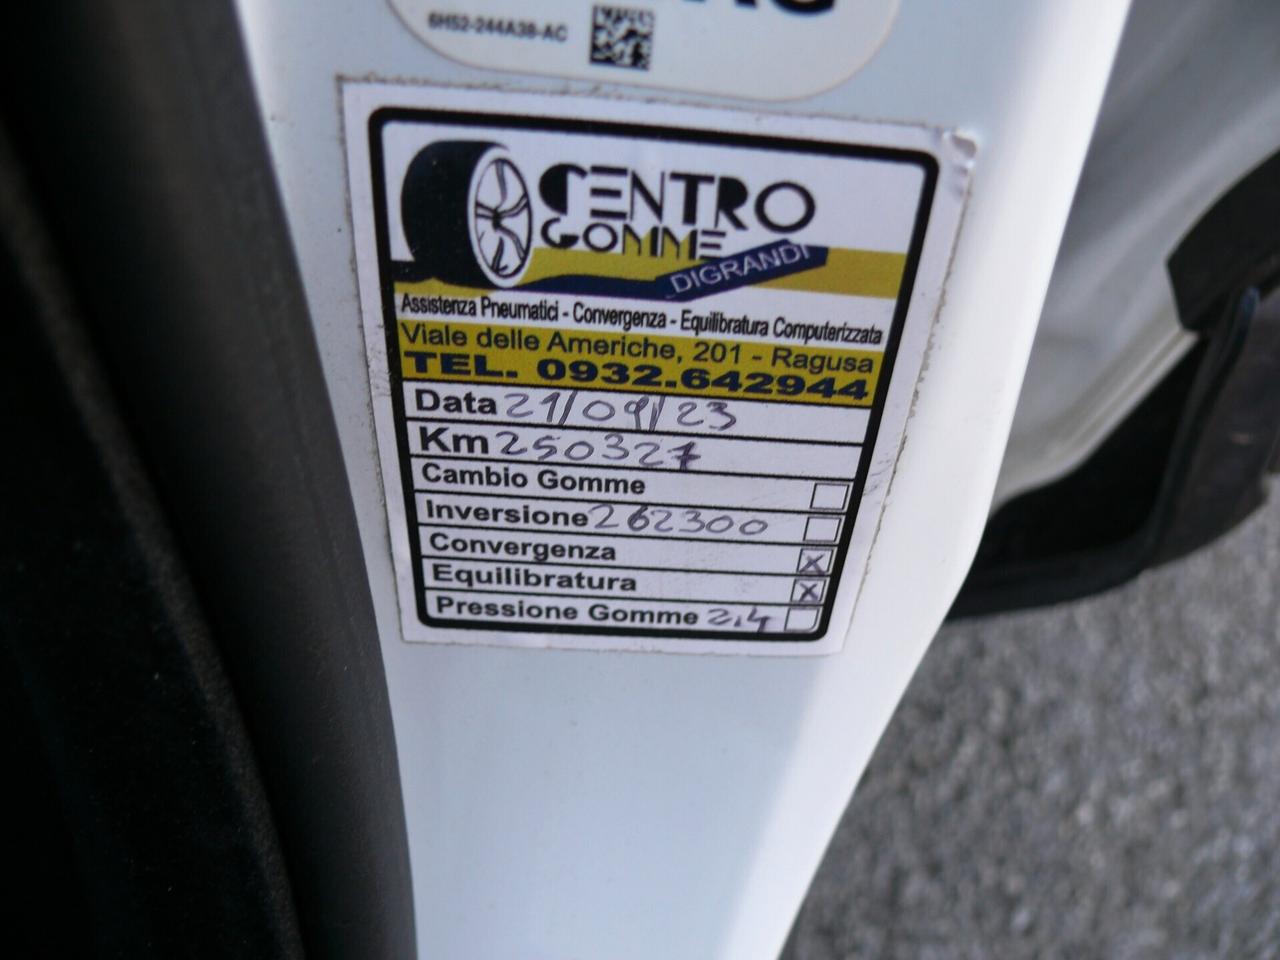 6H52-244A38-AC
CENTRO
GOMME
DIGRANDI
Assistenza Pneumatici - Convergenza - Equilibratura Computerizzata
Viale delle Americhe, 201 - Ragusa
TEL. 0932.642944
Data 21/09/23
Km 250327
Cambio Gomme
Inversione 262300
Convergenza X
Equilibratura X
Pressione Gomme 2,4